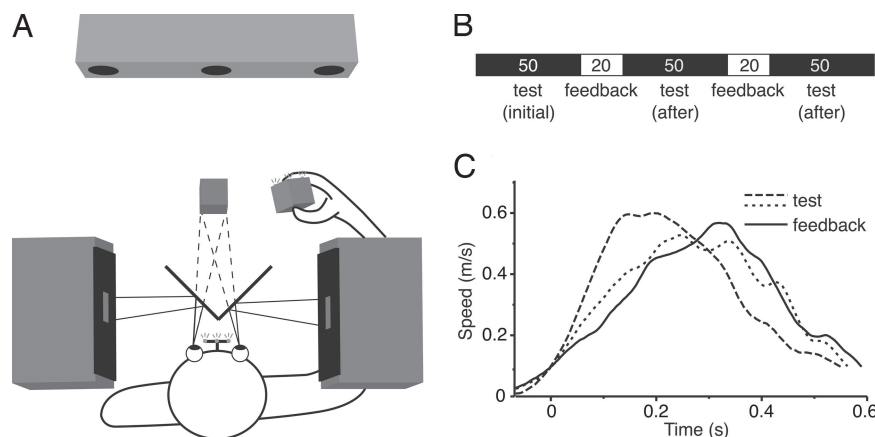 A
B
50 20 50 20 50
test feedback test feedback test
(initial) (after) (after)
C
0.6
0.4
0.2
0
Speed (m/s)
test
feedback
0 0.2 0.4 0.6
Time (s)